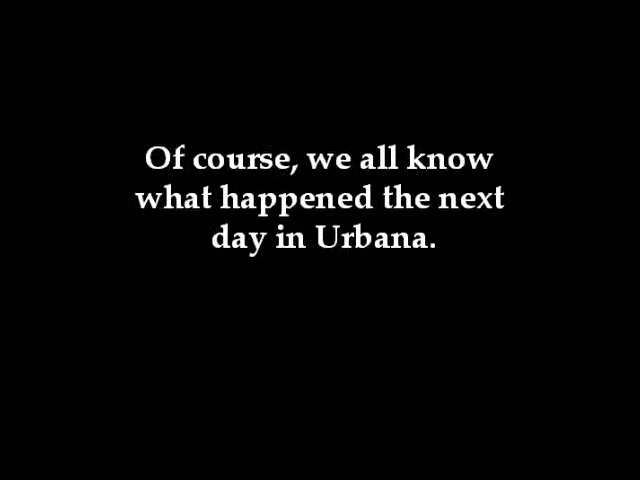 Of course, we all know
what happened the next
day in Urbana.